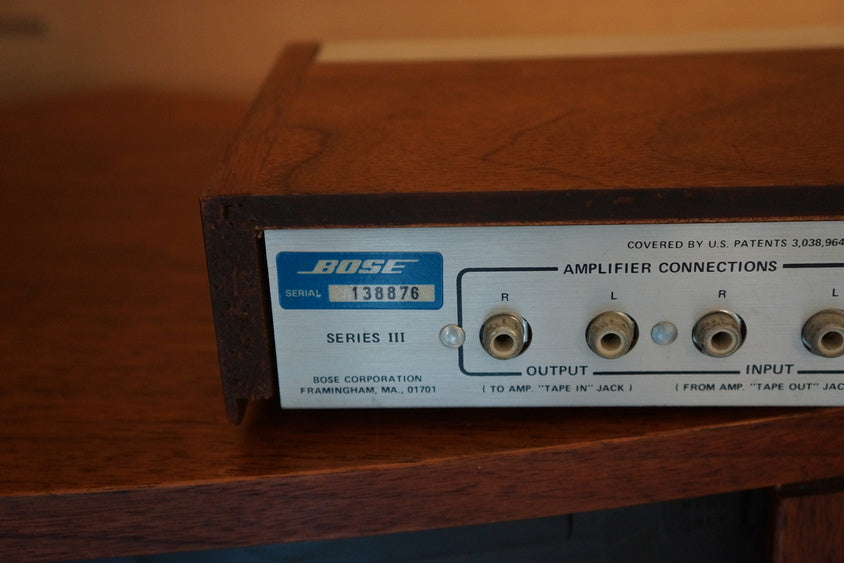 COVERED BY U.S. PATENTS 3,038,964
BOSE
SERIAL 138876
AMPLIFIER CONNECTIONS
R L R L
SERIES III
OUTPUT INPUT
BOSE CORPORATION
FRAMINGHAM, MA., 01701
( TO AMP. "TAPE IN" JACK ) ( FROM AMP. "TAPE OUT" JAC